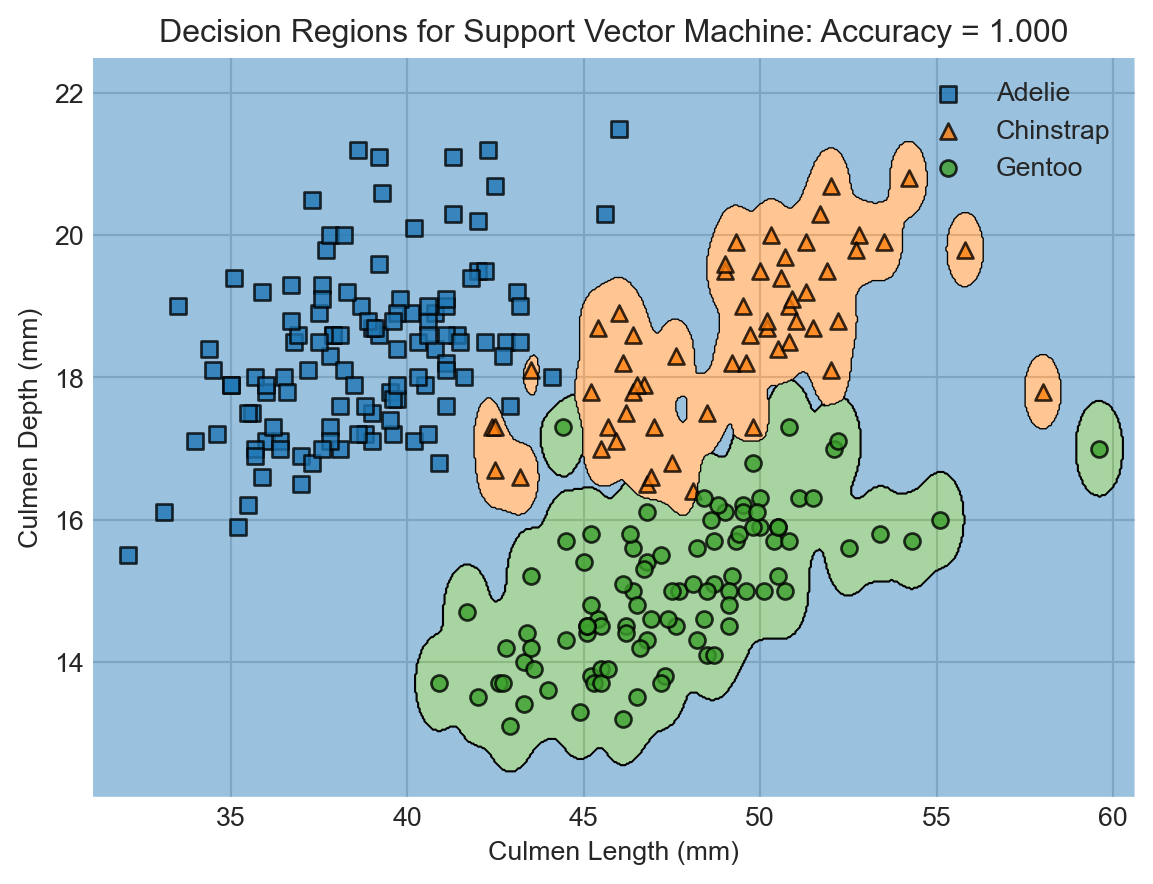 Decision Regions for Support Vector Machine: Accuracy = 1.000
Adelie
Chinstrap
Gentoo
22
20
18
16
14
Culmen Depth (mm)
35 40 45 50 55 60
Culmen Length (mm)